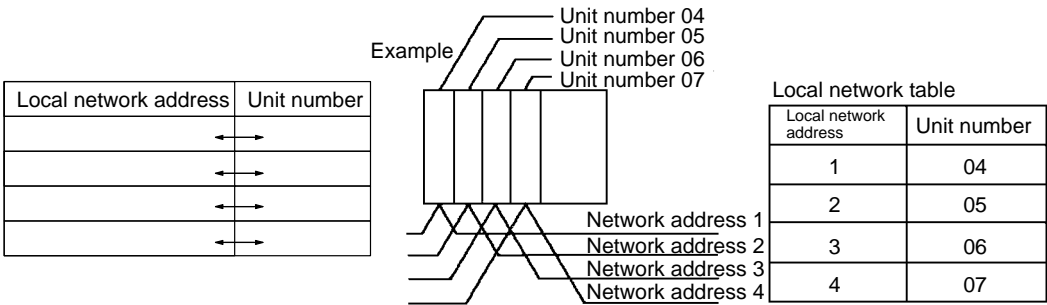 Local network address Unit number
Example
Unit number 04
Unit number 05
Unit number 06
Unit number 07
Network address 1
Network address 2
Network address 3
Network address 4
Local network table
Local network address Unit number
1 04
2 05
3 06
4 07